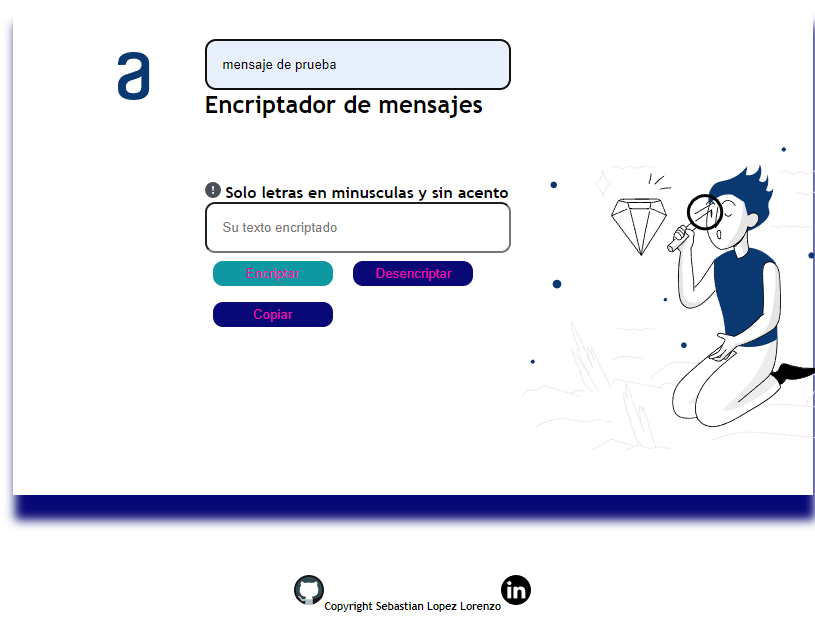 a
mensaje de prueba
Encriptador de mensajes
! Solo letras en minusculas y sin acento
Su texto encriptado
Encriptar
Desencriptar
Copiar
Copyright Sebastian Lopez Lorenzo
in